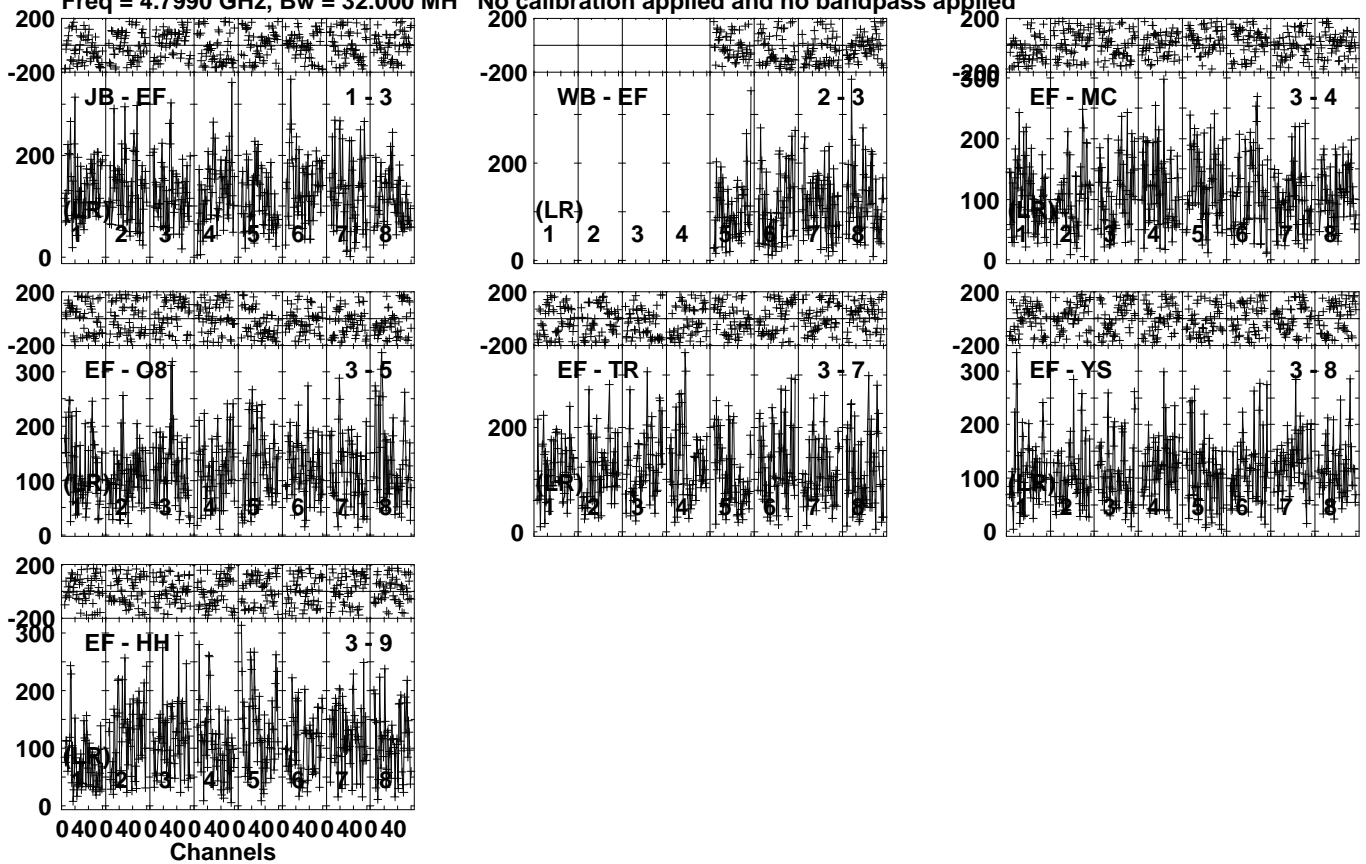 Freq = 4.7990 GHz, Bw = 32.000 MH No calibration applied and no bandpass applied
200
-200
JB - EF 1 - 3
200
(LR)
1 2 3 4 5 6 7 8
0
200
-200
WB - EF 2 - 3
200
(LR)
1 2 3 4 5 6 7 8
0
200
-200
300
EF - MC 3 - 4
200
100
(LR)
1 2 3 4 5 6 7 8
0
200
-200
300
EF - O8 3 - 5
200
100
(LR)
1 2 3 4 5 6 7 8
0
200
-200
EF - TR 3 - 7
200
(LR)
1 2 3 4 5 6 7 8
0
200
-200
300
EF - YS 3 - 8
200
100
(LR)
1 2 3 4 5 6 7 8
0
200
-200
300
EF - HH 3 - 9
200
100
(LR)
1 2 3 4 5 6 7 8
0
0 40 0 40 0 40 0 40 0 40 0 40 0 40 0 40
Channels